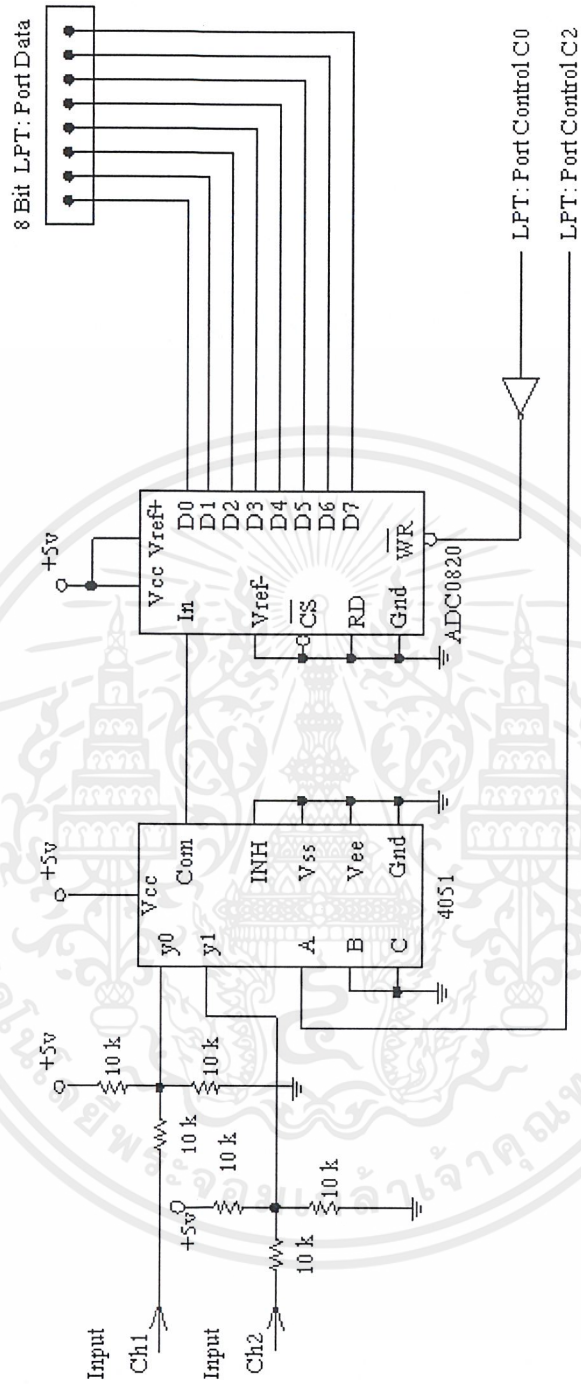 8 Bit LPT: Port Data
+5v
Vcc Vref+
In
D0
D1
D2
D3
D4
D5
D6
D7
Vref-
CS
RD
Gnd
WR
ADC0820
LPT: Port Control C0
LPT: Port Control C2
+5v
Vcc
Com
y0
y1
INH
Vss
Vee
Gnd
A
B
C
4051
+5v
10 k
10 k
10 k
+5v
10 k
10 k
10 k
Input
Ch1
Input
Ch2